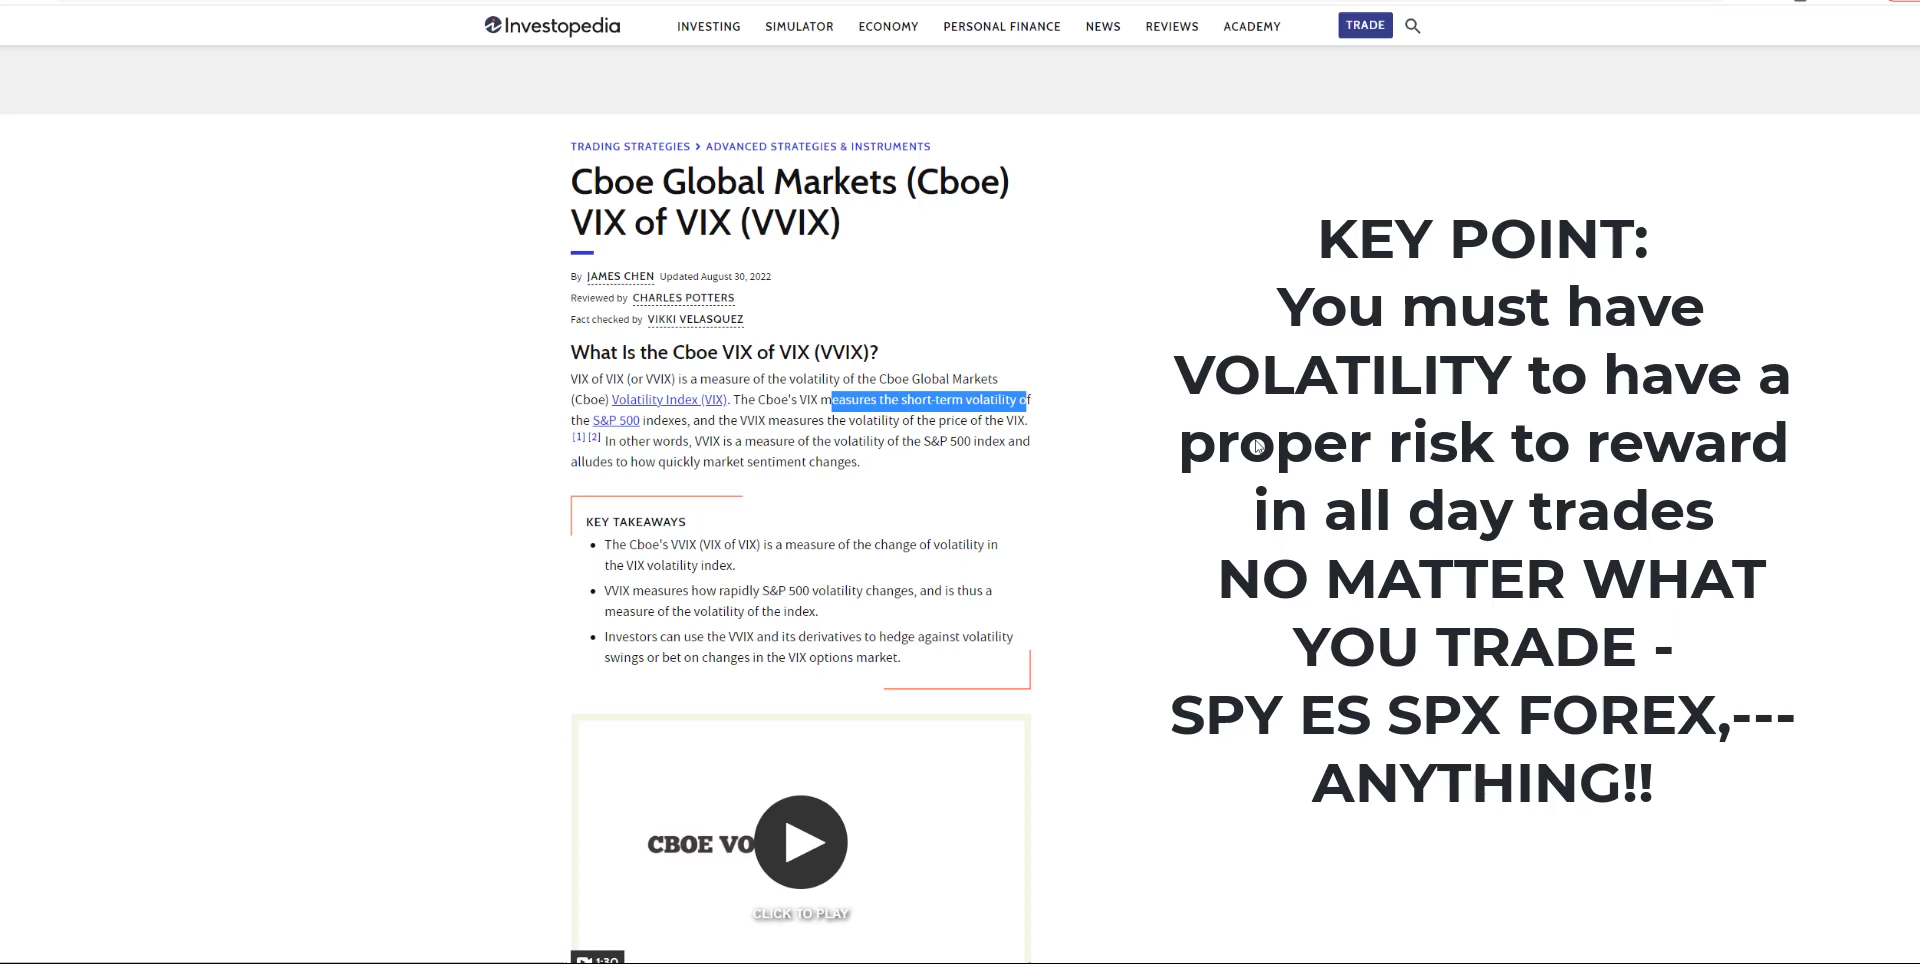 Investopedia
INVESTING SIMULATOR ECONOMY PERSONAL FINANCE NEWS REVIEWS ACADEMY TRADE
TRADING STRATEGIES > ADVANCED STRATEGIES & INSTRUMENTS
Cboe Global Markets (Cboe)
VIX of VIX (VVIX)
By JAMES CHEN Updated August 30, 2022
Reviewed by CHARLES POTTERS
Fact checked by VIKKI VELASQUEZ
What Is the Cboe VIX of VIX (VVIX)?
VIX of VIX (or VVIX) is a measure of the volatility of the Cboe Global Markets
(Cboe) Volatility Index (VIX). The Cboe's VIX measures the short-term volatility of
the S&P 500 indexes, and the VVIX measures the volatility of the price of the VIX.
[1] [2] In other words, VVIX is a measure of the volatility of the S&P 500 index and
alludes to how quickly market sentiment changes.
KEY TAKEAWAYS
• The Cboe's VVIX (VIX of VIX) is a measure of the change of volatility in
the VIX volatility index.
• VVIX measures how rapidly S&P 500 volatility changes, and is thus a
measure of the volatility of the index.
• Investors can use the VVIX and its derivatives to hedge against volatility
swings or bet on changes in the VIX options market.
CBOE VO
CLICK TO PLAY
1:30
KEY POINT:
You must have
VOLATILITY to have a
proper risk to reward
in all day trades
NO MATTER WHAT
YOU TRADE -
SPY ES SPX FOREX,---
ANYTHING!!